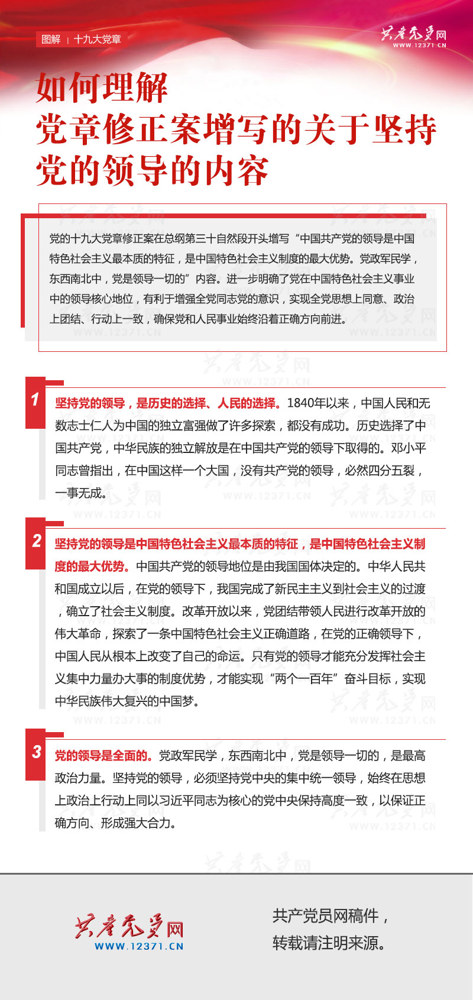 图解 | 十九大党章
共产党员网
WWW.12371.CN
如何理解
党章修正案增写的关于坚持
党的领导的内容
党的十九大党章修正案在总纲第三十自然段开头增写“中国共产党的领导是中国
特色社会主义最本质的特征，是中国特色社会主义制度的最大优势。党政军民学，
东西南北中，党是领导一切的”内容。进一步明确了党在中国特色社会主义事业
中的领导核心地位，有利于增强全党同志党的意识，实现全党思想上同意、政治
上团结、行动上一致，确保党和人民事业始终沿着正确方向前进。
1
坚持党的领导，是历史的选择、人民的选择。1840年以来，中国人民和无
数志士仁人为中国的独立富强做了许多探索，都没有成功。历史选择了中
国共产党，中华民族的独立解放是在中国共产党的领导下取得的。邓小平
同志曾指出，在中国这样一个大国，没有共产党的领导，必然四分五裂，
一事无成。
2
坚持党的领导是中国特色社会主义最本质的特征，是中国特色社会主义制
度的最大优势。中国共产党的领导地位是由我国国体决定的。中华人民共
和国成立以后，在党的领导下，我国完成了新民主主义到社会主义的过渡
，确立了社会主义制度。改革开放以来，党团结带领人民进行改革开放的
伟大革命，探索了一条中国特色社会主义正确道路，在党的正确领导下，
中国人民从根本上改变了自己的命运。只有党的领导才能充分发挥社会主
义集中力量办大事的制度优势，才能实现“两个一百年”奋斗目标，实现
中华民族伟大复兴的中国梦。
3
党的领导是全面的。党政军民学，东西南北中，党是领导一切的，是最高
政治力量。坚持党的领导，必须坚持党中央的集中统一领导，始终在思想
上政治上行动上同以习近平同志为核心的党中央保持高度一致，以保证正
确方向、形成强大合力。
共产党员网
WWW.12371.CN
共产党员网稿件，
转载请注明来源。